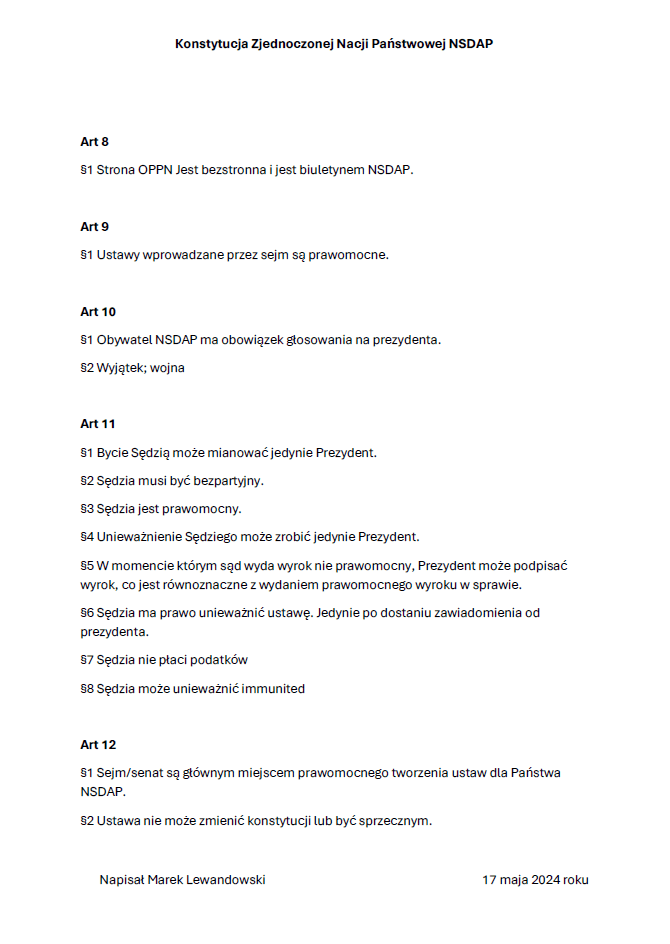 Konstytucja Zjednoczonej Nacji Państwowej NSDAP
Art 8
§1 Strona OPPN Jest bezstronna i jest biuletynem NSDAP.
Art 9
§1 Ustawy wprowadzane przez sejm są prawomocne.
Art 10
§1 Obywatel NSDAP ma obowiązek głosowania na prezydenta.
§2 Wyjątek; wojna
Art 11
§1 Bycie Sędzią może mianować jedynie Prezydent.
§2 Sędzia musi być bezpartyjny.
§3 Sędzia jest prawomocny.
§4 Unieważnienie Sędziego może zrobić jedynie Prezydent.
§5 W momencie którym sąd wyda wyrok nie prawomocny, Prezydent może podpisać
wyrok, co jest równoznaczne z wydaniem prawomocnego wyroku w sprawie.
§6 Sędzia ma prawo unieważnić ustawę. Jedynie po dostaniu zawiadomienia od
prezydenta.
§7 Sędzia nie płaci podatków
§8 Sędzia może unieważnić immunited
Art 12
§1 Sejm/senat są głównym miejscem prawomocnego tworzenia ustaw dla Państwa
NSDAP.
§2 Ustawa nie może zmienić konstytucji lub być sprzecznym.
Napisał Marek Lewandowski 17 maja 2024 roku